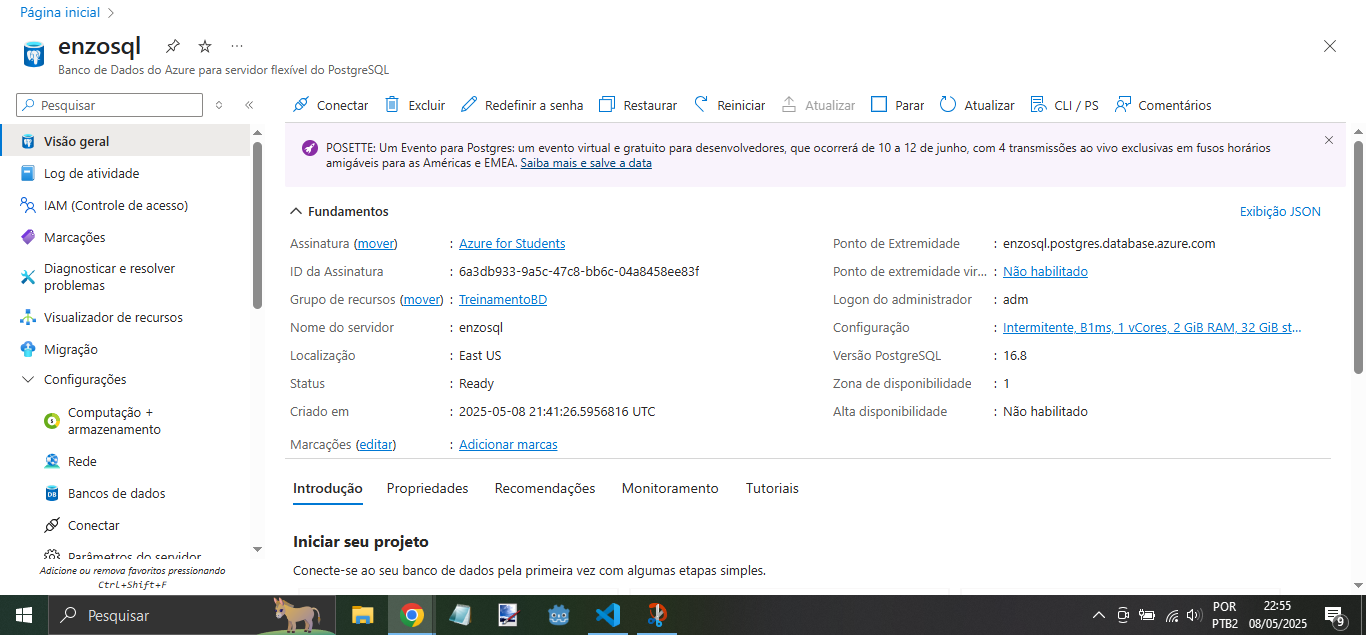 Página inicial
enzosql
Banco de Dados do Azure para servidor flexível do PostgreSQL
Pesquisar
Conectar Excluir Redefinir a senha Restaurar Reiniciar Atualizar Parar Atualizar CLI / PS Comentários
Visão geral
Log de atividade
IAM (Controle de acesso)
Marcações
Diagnosticar e resolver
problemas
Visualizador de recursos
Migração
Configurações
Computação +
armazenamento
Rede
Bancos de dados
Conectar
Parâmetros do servidor
Adicione ou remova favoritos pressionando
Ctrl+Shift+F
POSETTE: Um Evento para Postgres: um evento virtual e gratuito para desenvolvedores, que ocorrerá de 10 a 12 de junho, com 4 transmissões ao vivo exclusivas em fusos horários
amigáveis para as Américas e EMEA. Saiba mais e salve a data
Fundamentos
Exibição JSON
Assinatura (mover) : Azure for Students
ID da Assinatura : 6a3db933-9a5c-47c8-bb6c-04a8458ee83f
Grupo de recursos (mover) : TreinamentoBD
Nome do servidor : enzosql
Localização : East US
Status : Ready
Criado em : 2025-05-08 21:41:26.5956816 UTC
Marcações (editar) : Adicionar marcas
Ponto de Extremidade : enzosql.postgres.database.azure.com
Ponto de extremidade vir... : Não habilitado
Logon do administrador : adm
Configuração : Intermitente, B1ms, 1 vCores, 2 GiB RAM, 32 GiB st...
Versão PostgreSQL : 16.8
Zona de disponibilidade : 1
Alta disponibilidade : Não habilitado
Introdução Propriedades Recomendações Monitoramento Tutoriais
Iniciar seu projeto
Conecte-se ao seu banco de dados pela primeira vez com algumas etapas simples.
Pesquisar
POR
PTB2
22:55
08/05/2025
9